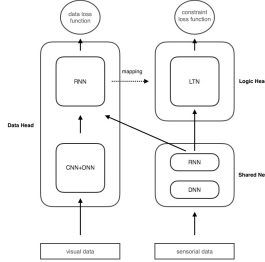 data loss
function
constraint
loss function
RNN
mapping
LTN
Logic Hea
Data Head
CNN+DNN
RNN
DNN
Shared Ne
visual data
sensorial data